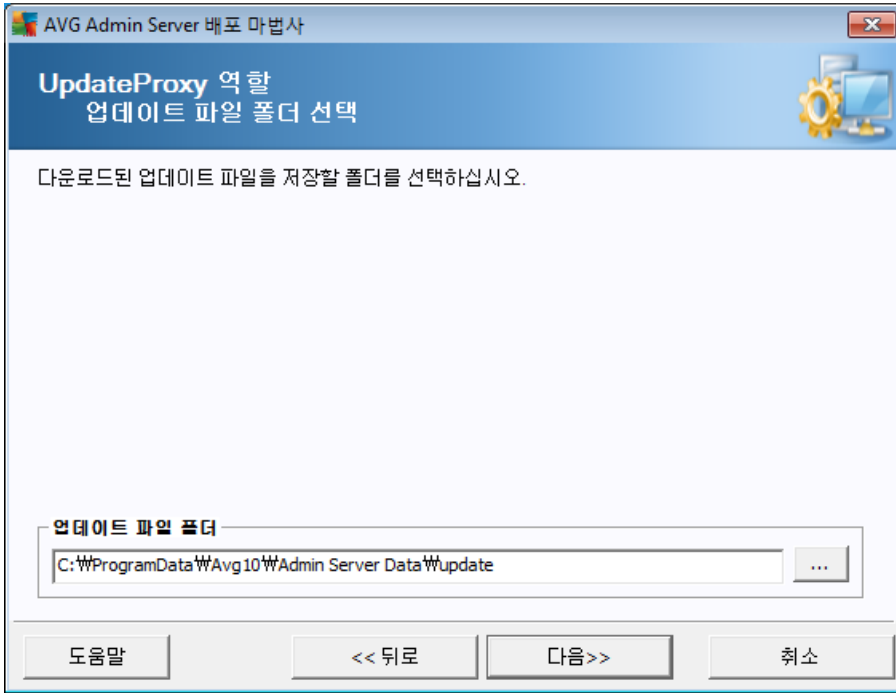 AVG Admin Server 배포 마법사
UpdateProxy 역할
업데이트 파일 폴더 선택
다운로드된 업데이트 파일을 저장할 폴더를 선택하십시오.
업데이트 파일 폴더
C:₩ProgramData₩Avg10₩Admin Server Data₩update
...
도움말
<< 뒤로
다음>>
취소